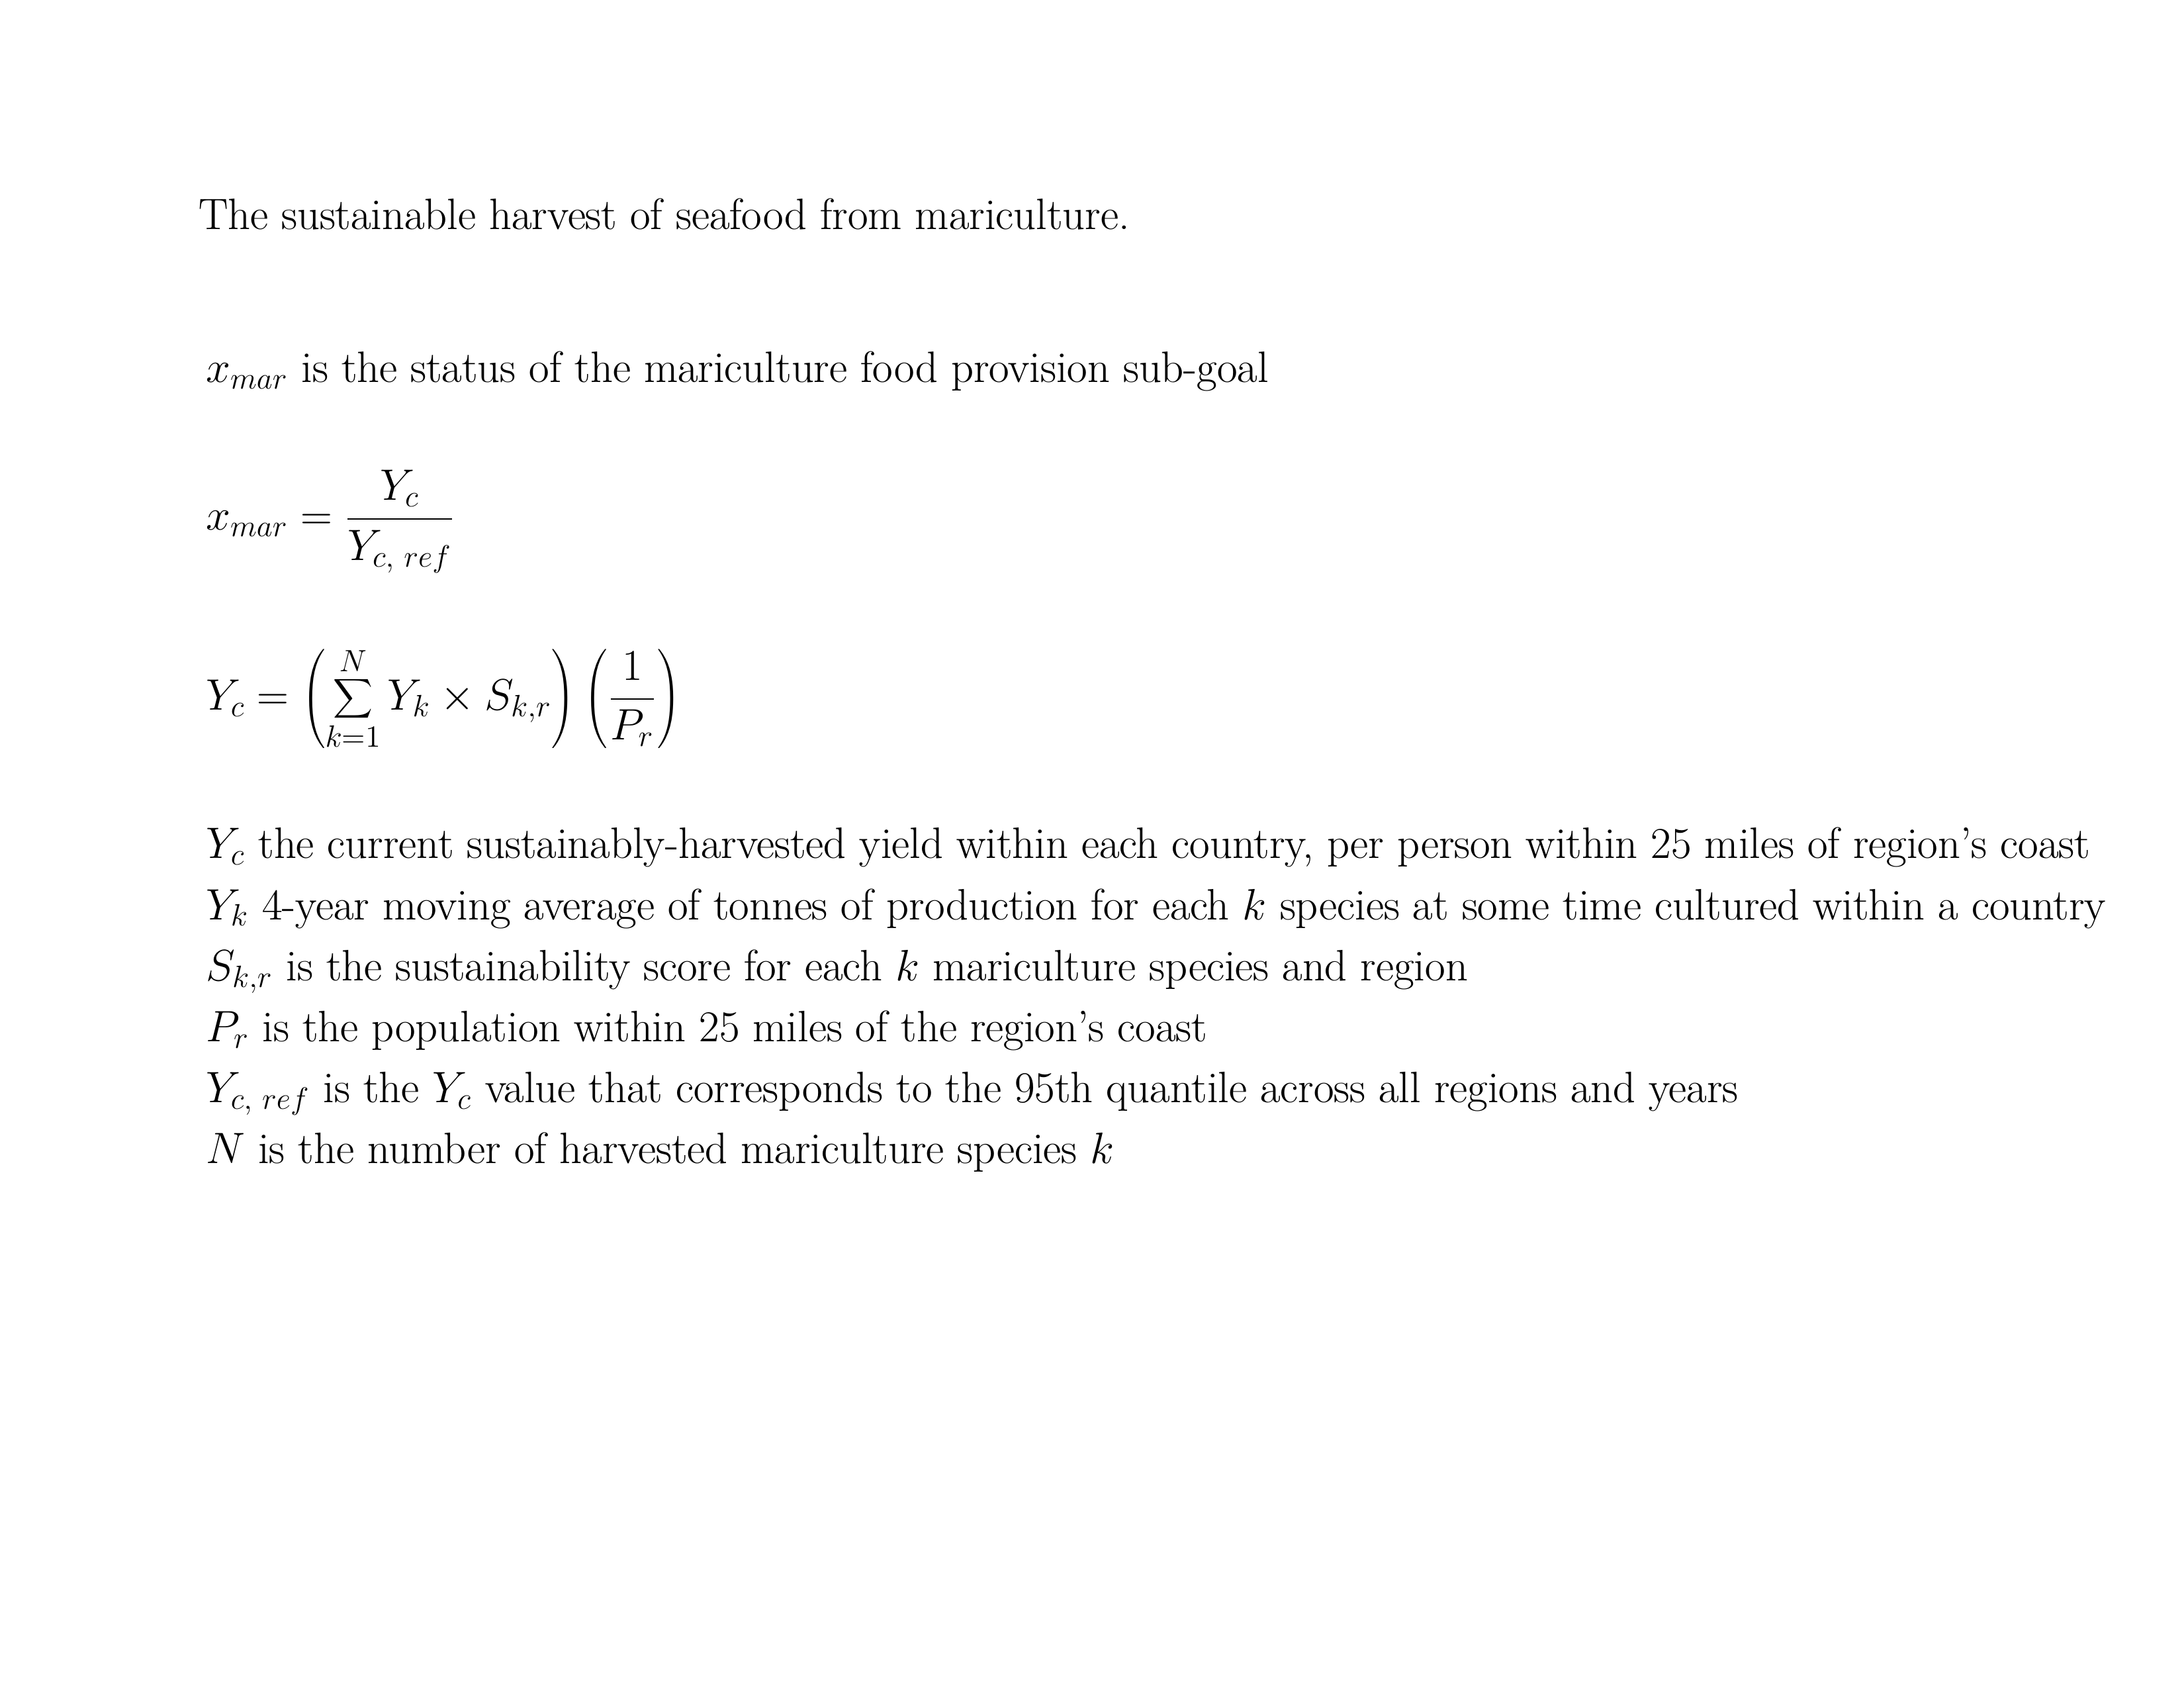 The sustainable harvest of seafood from mariculture.
x_{mar} is the status of the mariculture food provision sub-goal
x_{mar} = \frac{Y_c}{Y_{c, ref}}
Y_c = \left( \sum_{k=1}^{N} Y_k \times S_{k,r} \right) \left( \frac{1}{P_r} \right)
Y_c the current sustainably-harvested yield within each country, per person within 25 miles of region's coast
Y_k 4-year moving average of tonnes of production for each k species at some time cultured within a country
S_{k,r} is the sustainability score for each k mariculture species and region
P_r is the population within 25 miles of the region's coast
Y_{c, ref} is the Y_c value that corresponds to the 95th quantile across all regions and years
N is the number of harvested mariculture species k